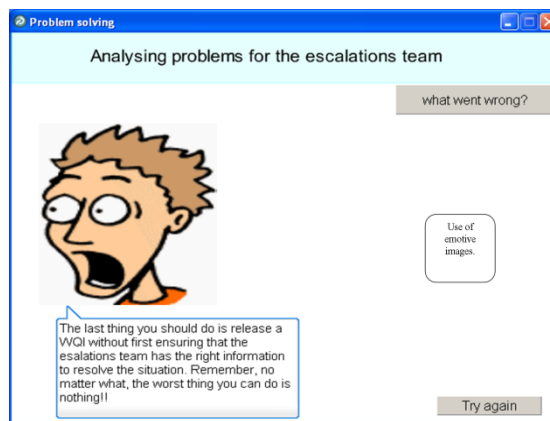 Problem solving
Analysing problems for the escalations team
what went wrong?
Use of
emotive
images.
The last thing you should do is release a
WQI without first ensuring that the
esalations team has the right information
to resolve the situation. Remember, no
matter what, the worst thing you can do is
nothing!!
Try again